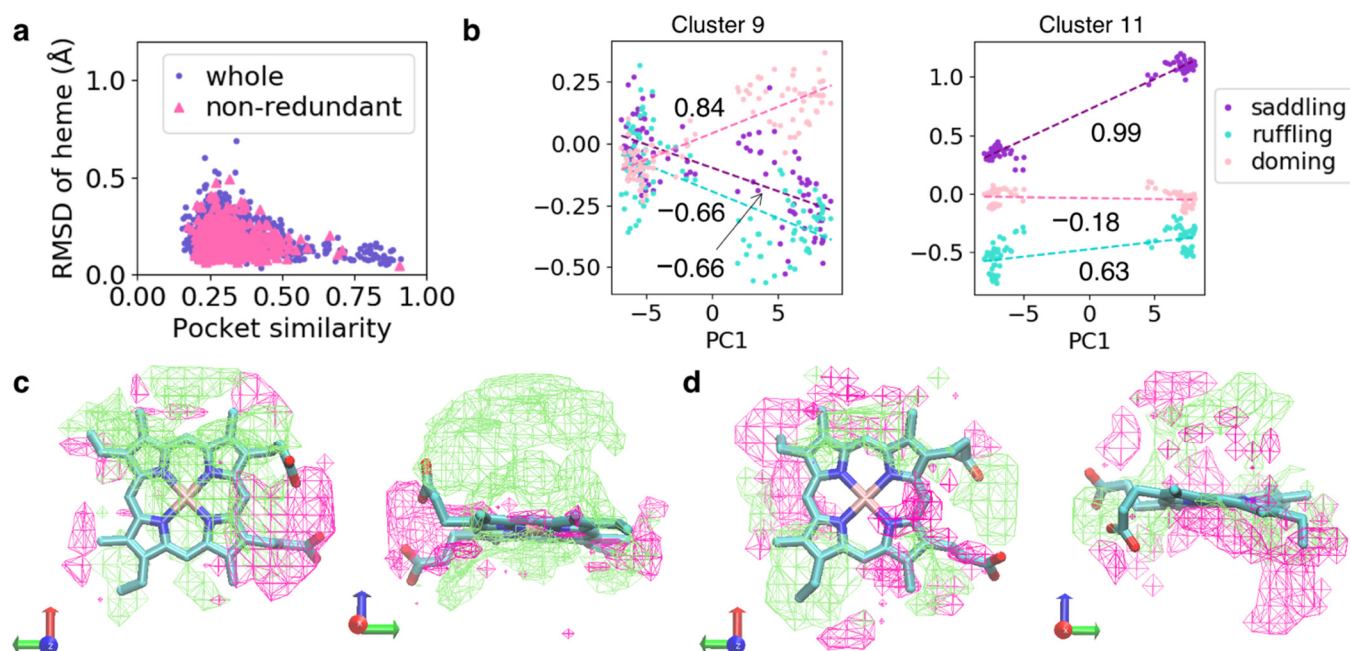 a
RMSD of heme (Å)
1.0
0.5
0.0
whole
non-redundant
0.00 0.25 0.50 0.75 1.00
Pocket similarity
b
Cluster 9
0.25
0.00
−0.25
−0.50
0.84
−0.66
−0.66
−5 0 5
PC1
Cluster 11
1.0
0.5
0.0
−0.5
0.99
−0.18
0.63
−5 0 5
PC1
saddling
ruffling
doming
c
z
d
z